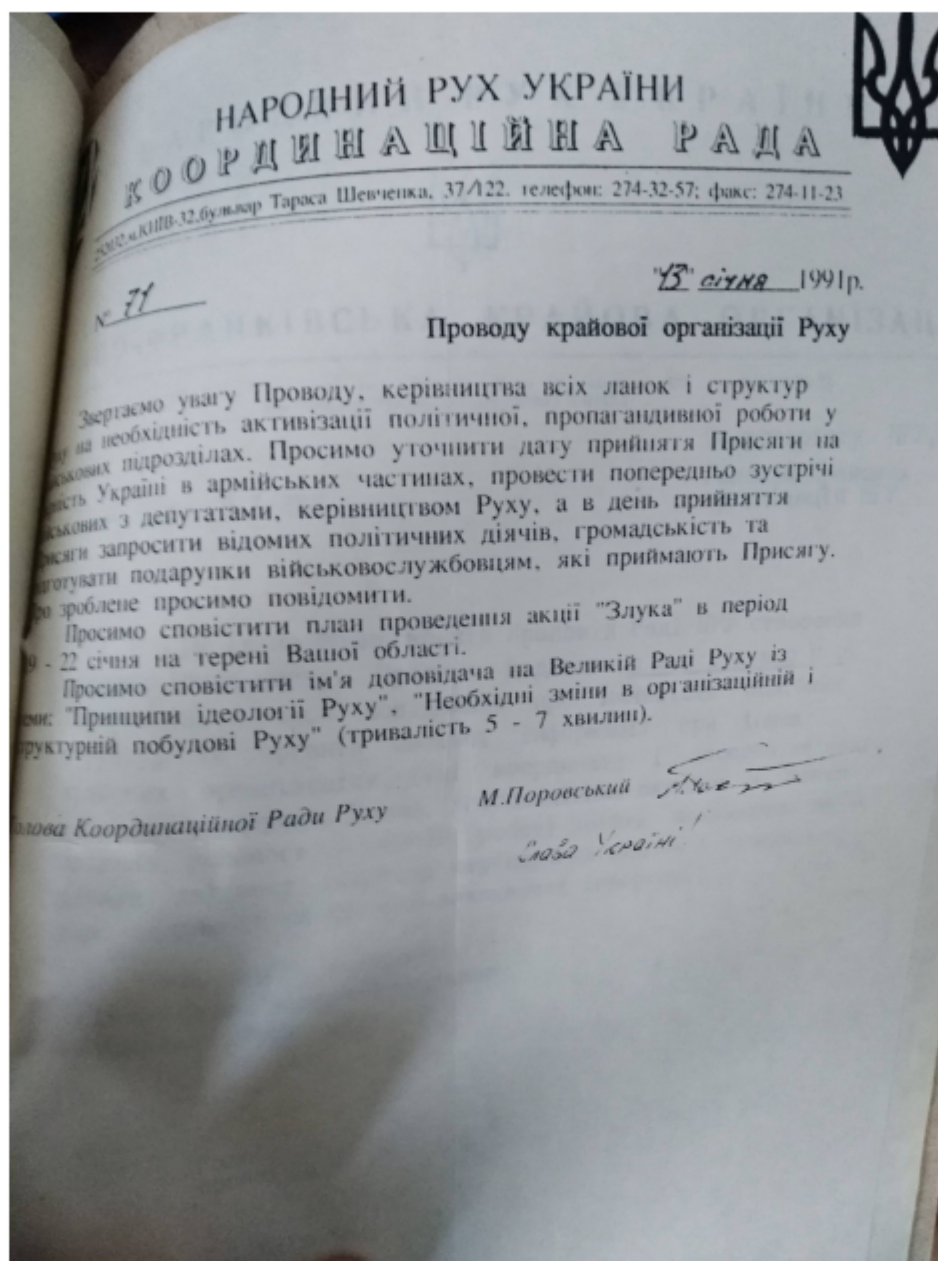 НАРОДНИЙ РУХ УКРАЇНИ
КООРДИНАЦІЙНА РАДА
м.КИЇВ-32,бульвар Тараса Шевченка, 37/122. телефон: 274-32-57; факс: 274-11-23
№ 71
"13" січня 1991р.
Проводу крайової організації Руху
Звертаємо увагу Проводу, керівництва всіх ланок і структур
на необхідність активізації політичної, пропагандивної роботи у
підрозділах. Просимо уточнити дату прийнятя Присяги на
Україні в армійських частинах, провести попередньо зустрічі
з депутатами, керівництвом Руху, а в день прийняття
запросити відомих політичних діячів, громадськість та
подарунки військовослужбовцям, які приймають Присягу.
зроблене просимо повідомити.
Просимо сповістити план проведення акції "Злука" в період
- 22 січня на терені Вашої області.
Просимо сповістити ім'я доповідача на Великій Раді Руху із
"Принципи ідеології Руху", "Необхідні зміни в організаційній і
побудові Руху" (тривалість 5 - 7 хвилин).
М.Поровський
Координаційної Ради Руху
Слава Україні!